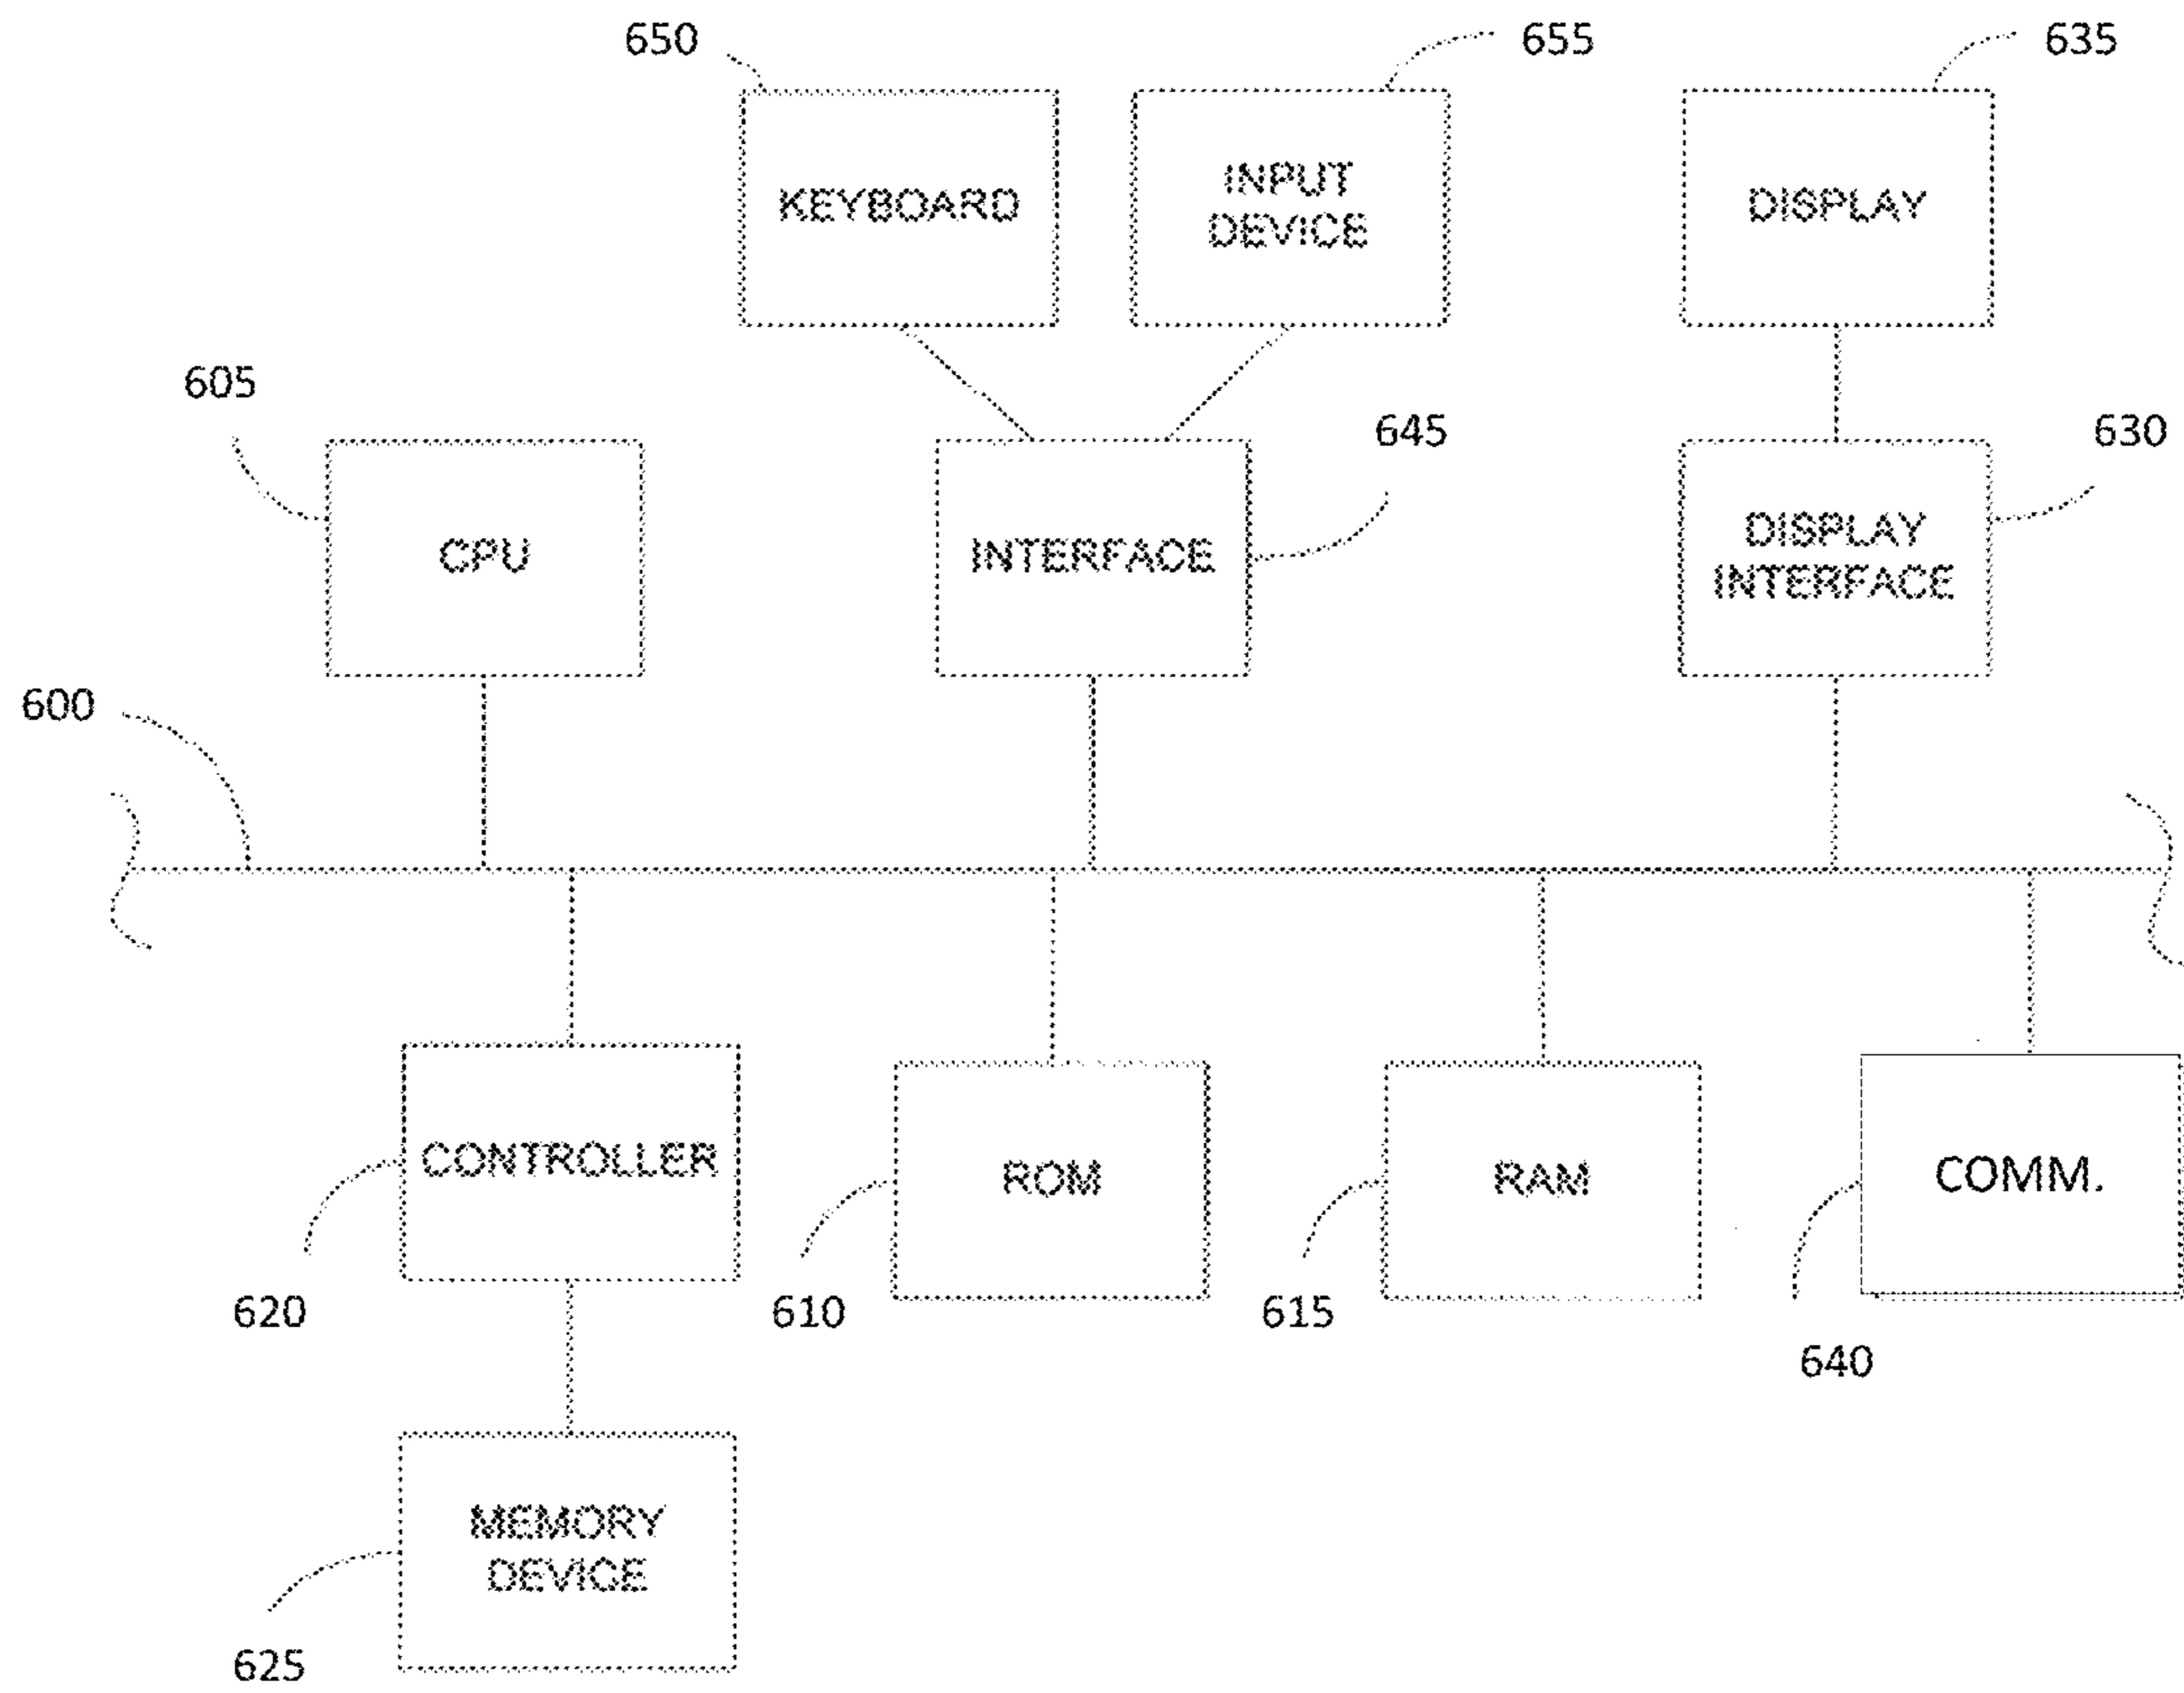 650
655
635
KEYBOARD
INPUT
DEVICE
DISPLAY
605
645
630
CPU
INTERFACE
DISPLAY
INTERFACE
600
CONTROLLER
ROM
RAM
COMM.
620
610
615
640
MEMORY
DEVICE
625